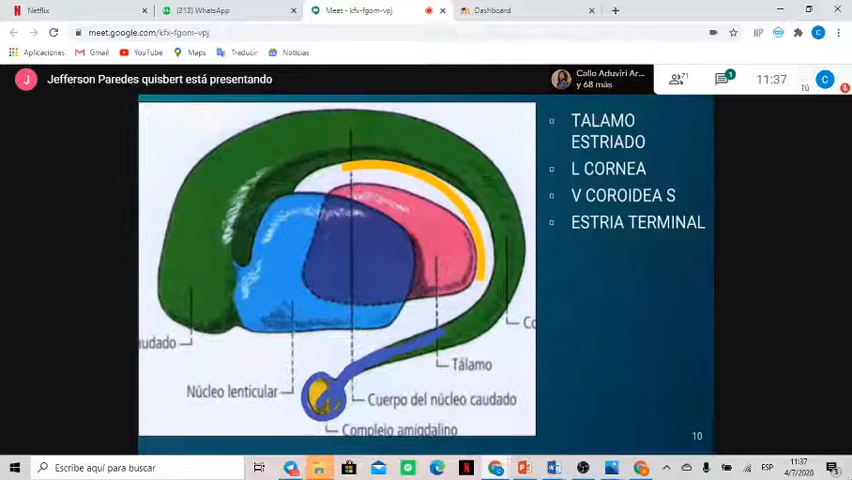 Netflix
(213) WhatsApp
Meet - kfx-fgom-vpj
Dashboard
meet.google.com/kfx-fgom-vpj
NP
C
Aplicaciones
Gmail
YouTube
Maps
Traducir
Noticias
J
Jefferson Paredes quisbert está presentando
Calle Aduviri Ar...
y 68 más
71
1
11:37
Tú
C
TALAMO
ESTRIADO
L CORNEA
V COROIDEA S
ESTRIA TERMINAL
udado
Co
Tálamo
Núcleo lenticular
Cuerpo del núcleo caudado
Complejo amigdalino
10
Escribe aquí para buscar
ESP
11:37
4/7/2020
3